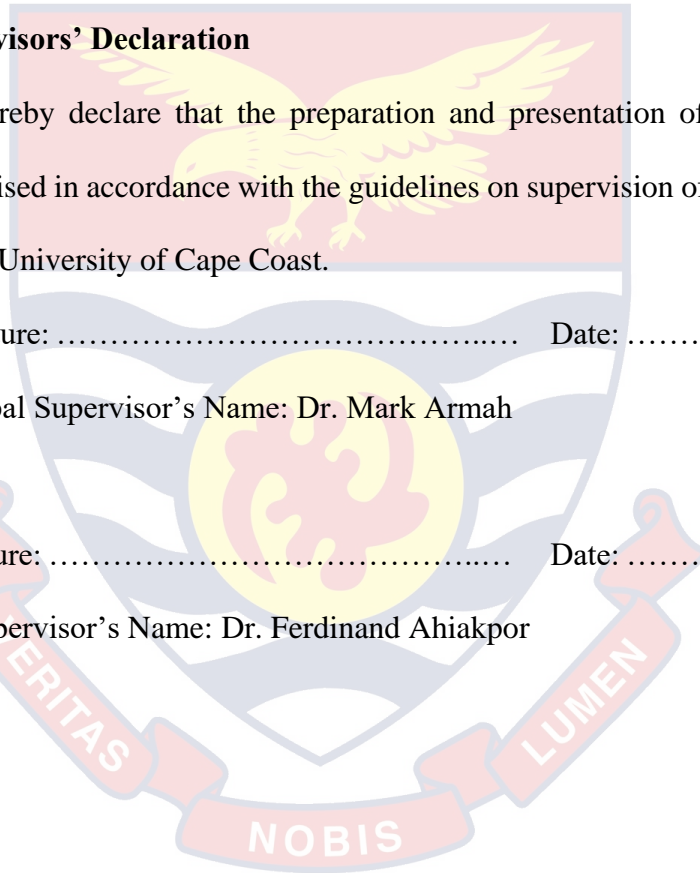 visors’ Declaration
reby declare that the preparation and presentation of
ised in accordance with the guidelines on supervision of
University of Cape Coast.
ure: …………………………………..… Date: …….
pal Supervisor’s Name: Dr. Mark Armah
ure: …………………………………..… Date: …….
pervisor’s Name: Dr. Ferdinand Ahiakpor
VERITAS
NOBIS
LUMEN